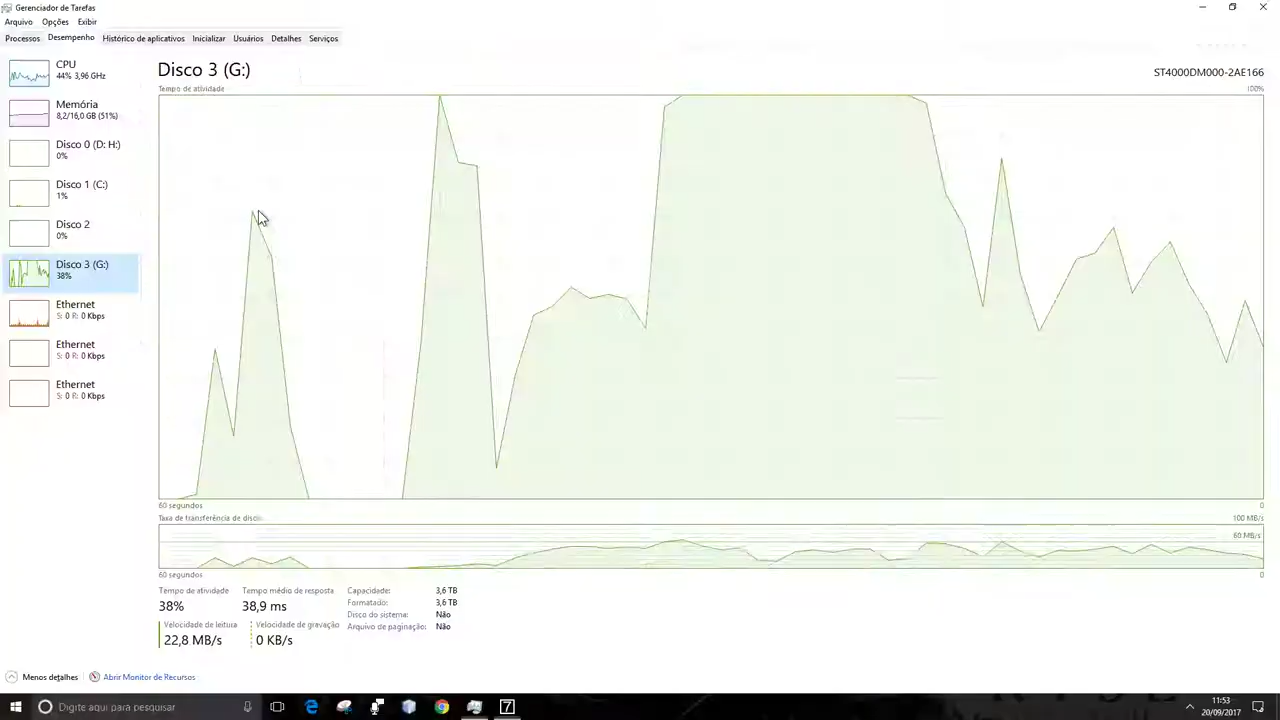 Gerenciador de Tarefas
Arquivo Opções Exibir
Processos Desempenho Histórico de aplicativos Inicializar Usuários Detalhes Serviços
CPU
44% 3,96 GHz
Memória
8,2/16,0 GB (51%)
Disco 0 (D: H:)
0%
Disco 1 (C:)
1%
Disco 2
0%
Disco 3 (G:)
38%
Ethernet
S: 0 R: 0 Kbps
Ethernet
S: 0 R: 0 Kbps
Ethernet
S: 0 R: 0 Kbps
Disco 3 (G:)
ST4000DM000-2AE166
Tempo de atividade
100%
60 segundos
0
Taxa de transferência de disco
100 MB/s
60 MB/s
60 segundos
0
Tempo de atividade
38%
Tempo médio de resposta
38,9 ms
Velocidade de leitura
22,8 MB/s
Velocidade de gravação
0 KB/s
Capacidade: 3,6 TB
Formatado: 3,6 TB
Disco do sistema: Não
Arquivo de paginação: Não
Menos detalhes
Abrir Monitor de Recursos
Digite aqui para pesquisar
7
11:53
20/09/2017